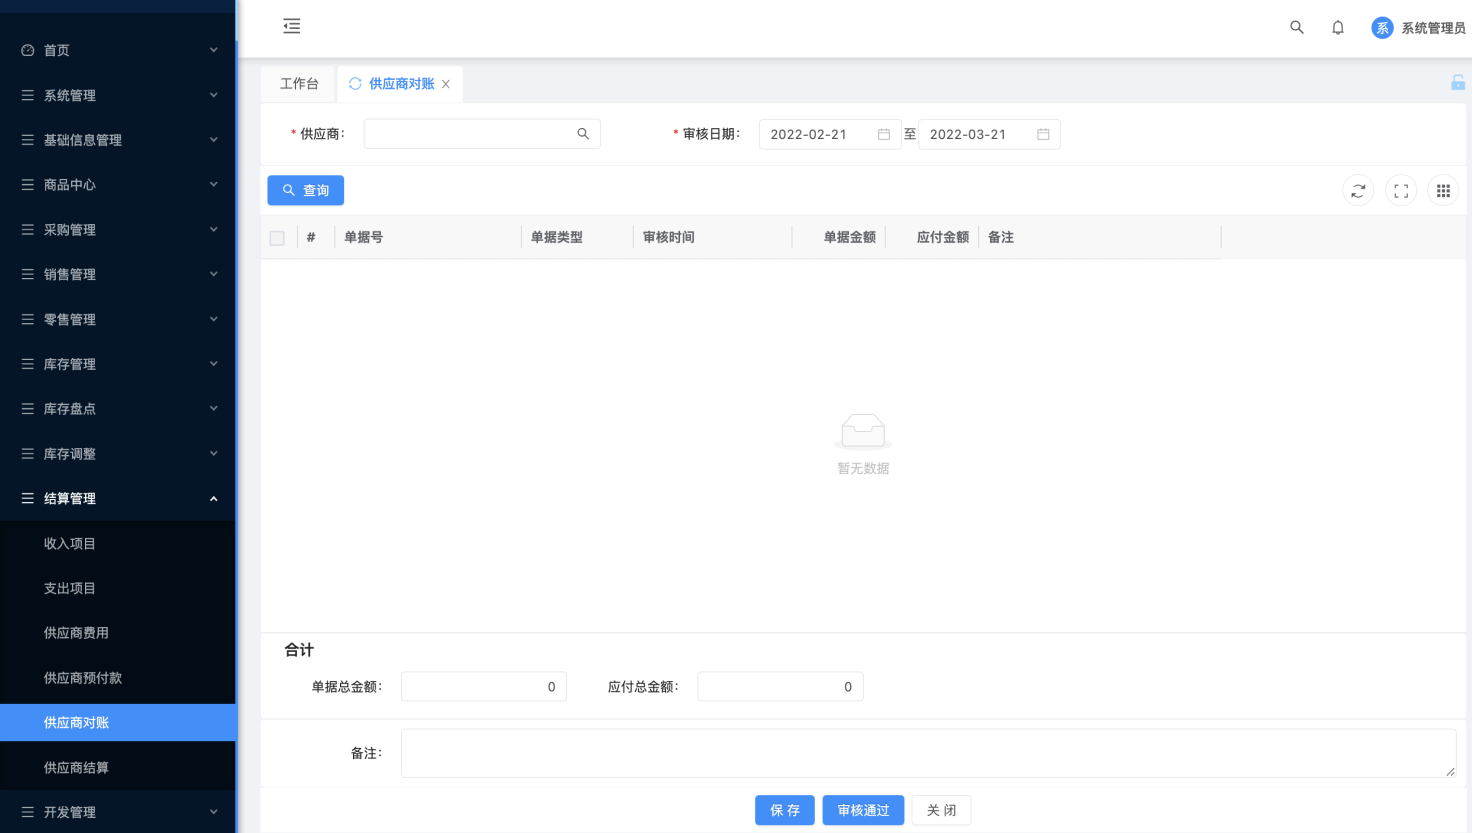 系 系统管理员
首页
系统管理
基础信息管理
商品中心
采购管理
销售管理
零售管理
库存管理
库存盘点
库存调整
结算管理
收入项目
支出项目
供应商费用
供应商预付款
供应商对账
供应商结算
开发管理
工作台 供应商对账
* 供应商: * 审核日期: 2022-02-21 至 2022-03-21
查询
# 单据号 单据类型 审核时间 单据金额 应付金额 备注
暂无数据
合计
单据总金额: 0 应付总金额: 0
备注:
保存 审核通过 关闭